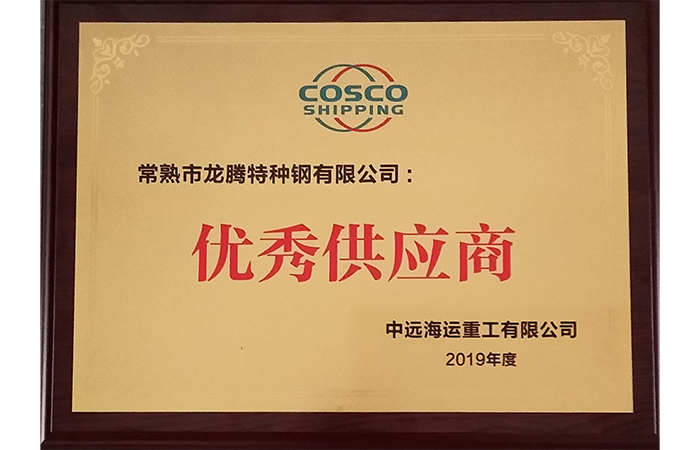 COSCO
SHIPPING
常熟市龙腾特种钢有限公司：
优秀供应商
中远海运重工有限公司
2019年度